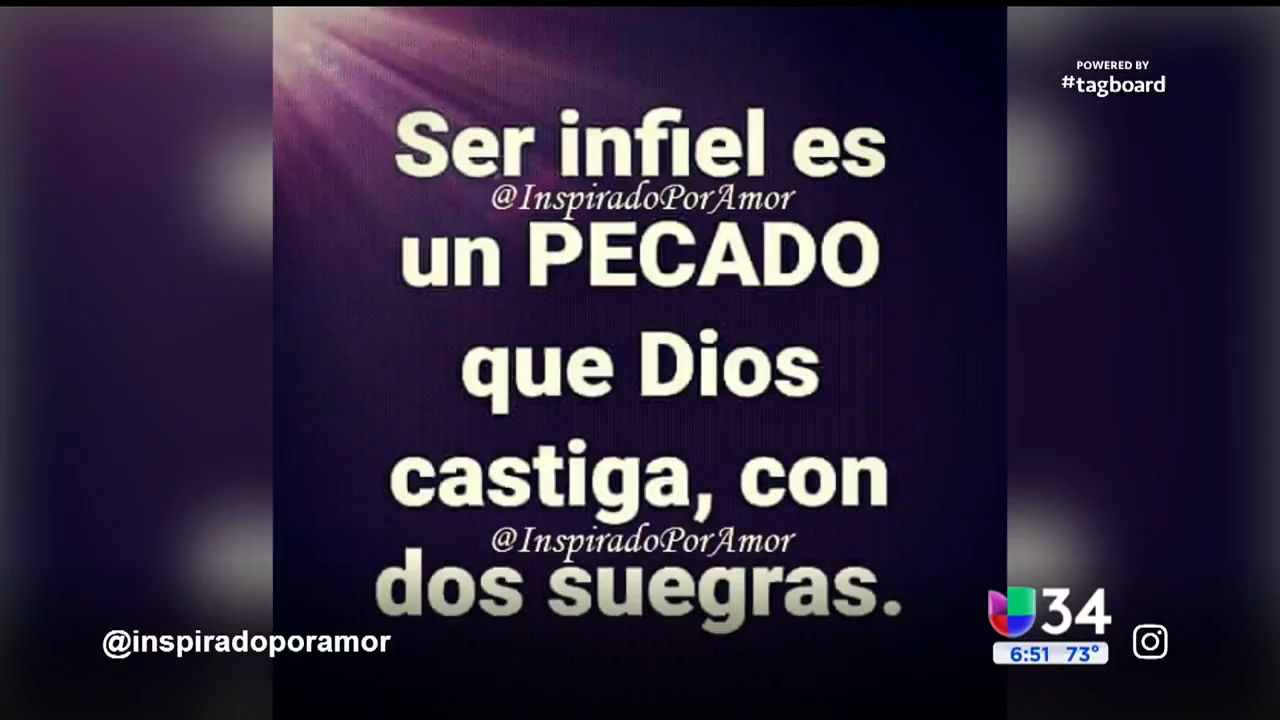 POWERED BY
#tagboard
Ser infiel es
@InspiradoPorAmor
un PECADO
que Dios
castiga, con
@InspiradoPorAmor
dos suegras.
@inspiradoporamor
34
6:51 73°